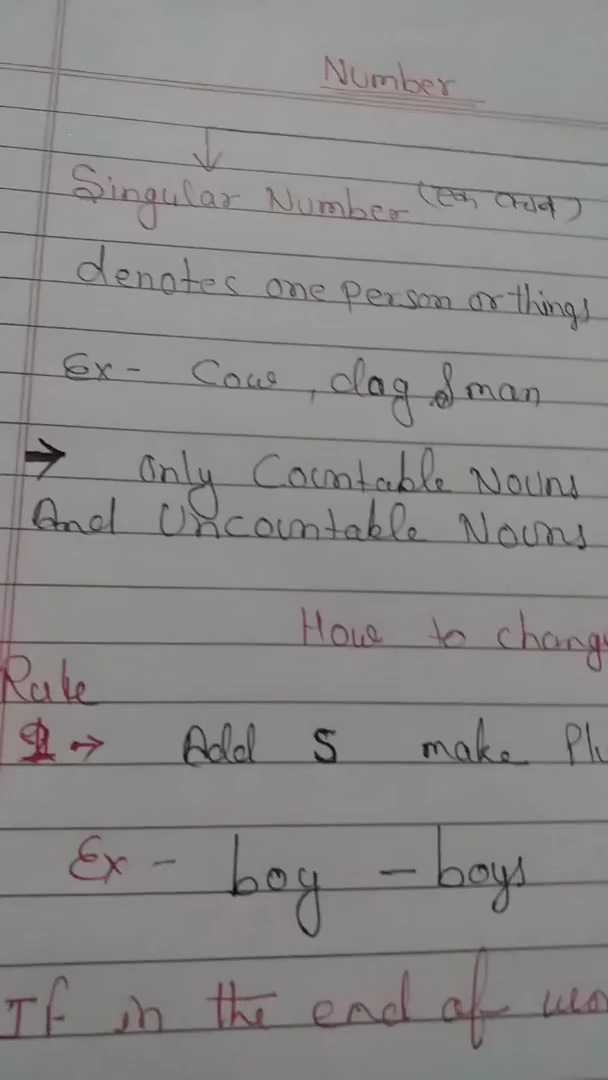 Number
Singular Number (एक वचन)
denotes one person or things
Ex- Cow, dog & man
→ Only Countable Nouns
And Uncountable Nouns
How to chang
Rule
1 → Add S make Plu
Ex - boy - boys
If in the end of wo